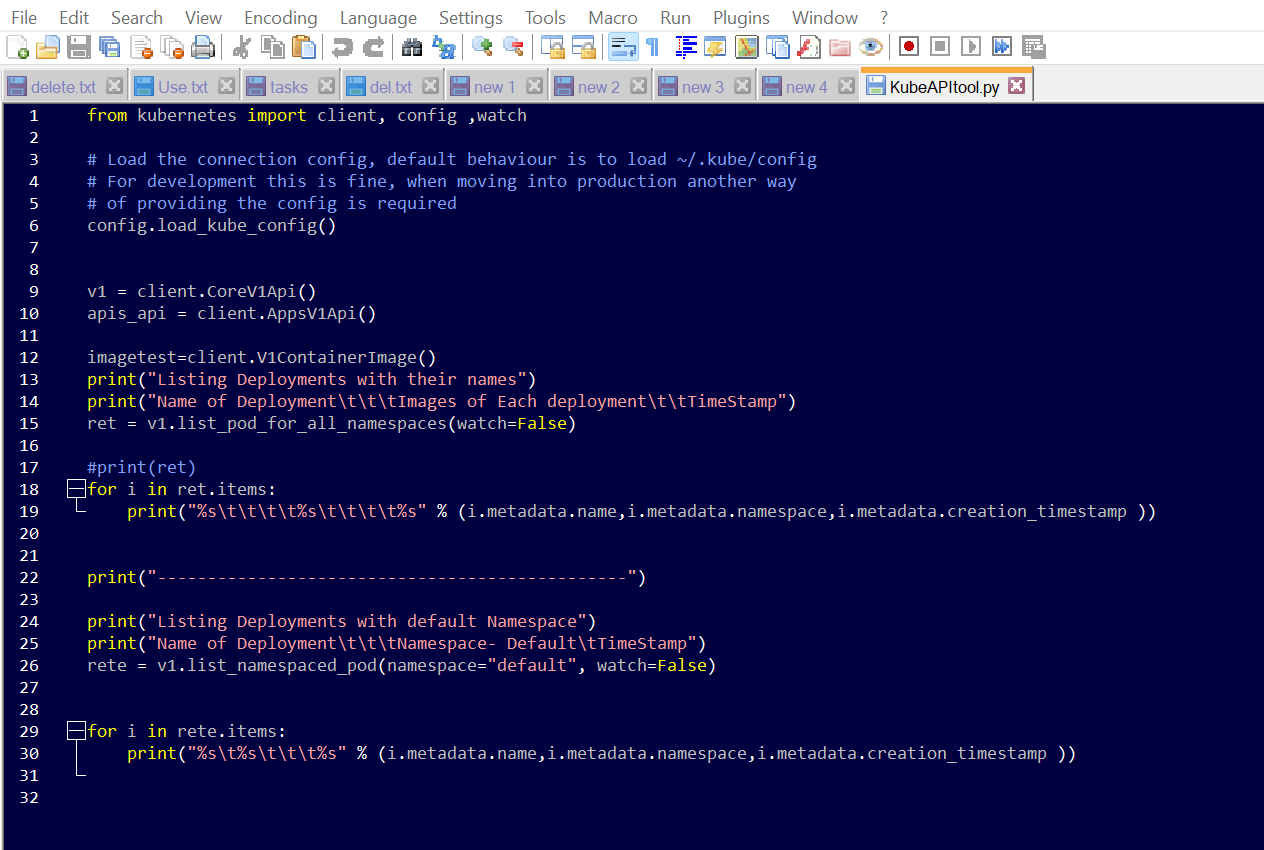 File Edit Search View Encoding Language Settings Tools Macro Run Plugins Window ?
delete.txt Use.txt tasks del.txt new 1 new 2 new 3 new 4 KubeAPItool.py
1 from kubernetes import client, config ,watch
2
3 # Load the connection config, default behaviour is to load ~/.kube/config
4 # For development this is fine, when moving into production another way
5 # of providing the config is required
6 config.load_kube_config()
7
8
9 v1 = client.CoreV1Api()
10 apis_api = client.AppsV1Api()
11
12 imagetest=client.V1ContainerImage()
13 print("Listing Deployments with their names")
14 print("Name of Deployment\t\t\tImages of Each deployment\t\tTimeStamp")
15 ret = v1.list_pod_for_all_namespaces(watch=False)
16
17 #print(ret)
18 for i in ret.items:
19 print("%s\t\t\t\t%s\t\t\t\t%s" % (i.metadata.name,i.metadata.namespace,i.metadata.creation_timestamp ))
20
21
22 print("-----------------------------------------------")
23
24 print("Listing Deployments with default Namespace")
25 print("Name of Deployment\t\t\tNamespace- Default\tTimeStamp")
26 rete = v1.list_namespaced_pod(namespace="default", watch=False)
27
28
29 for i in rete.items:
30 print("%s\t%s\t\t\t%s" % (i.metadata.name,i.metadata.namespace,i.metadata.creation_timestamp ))
31
32